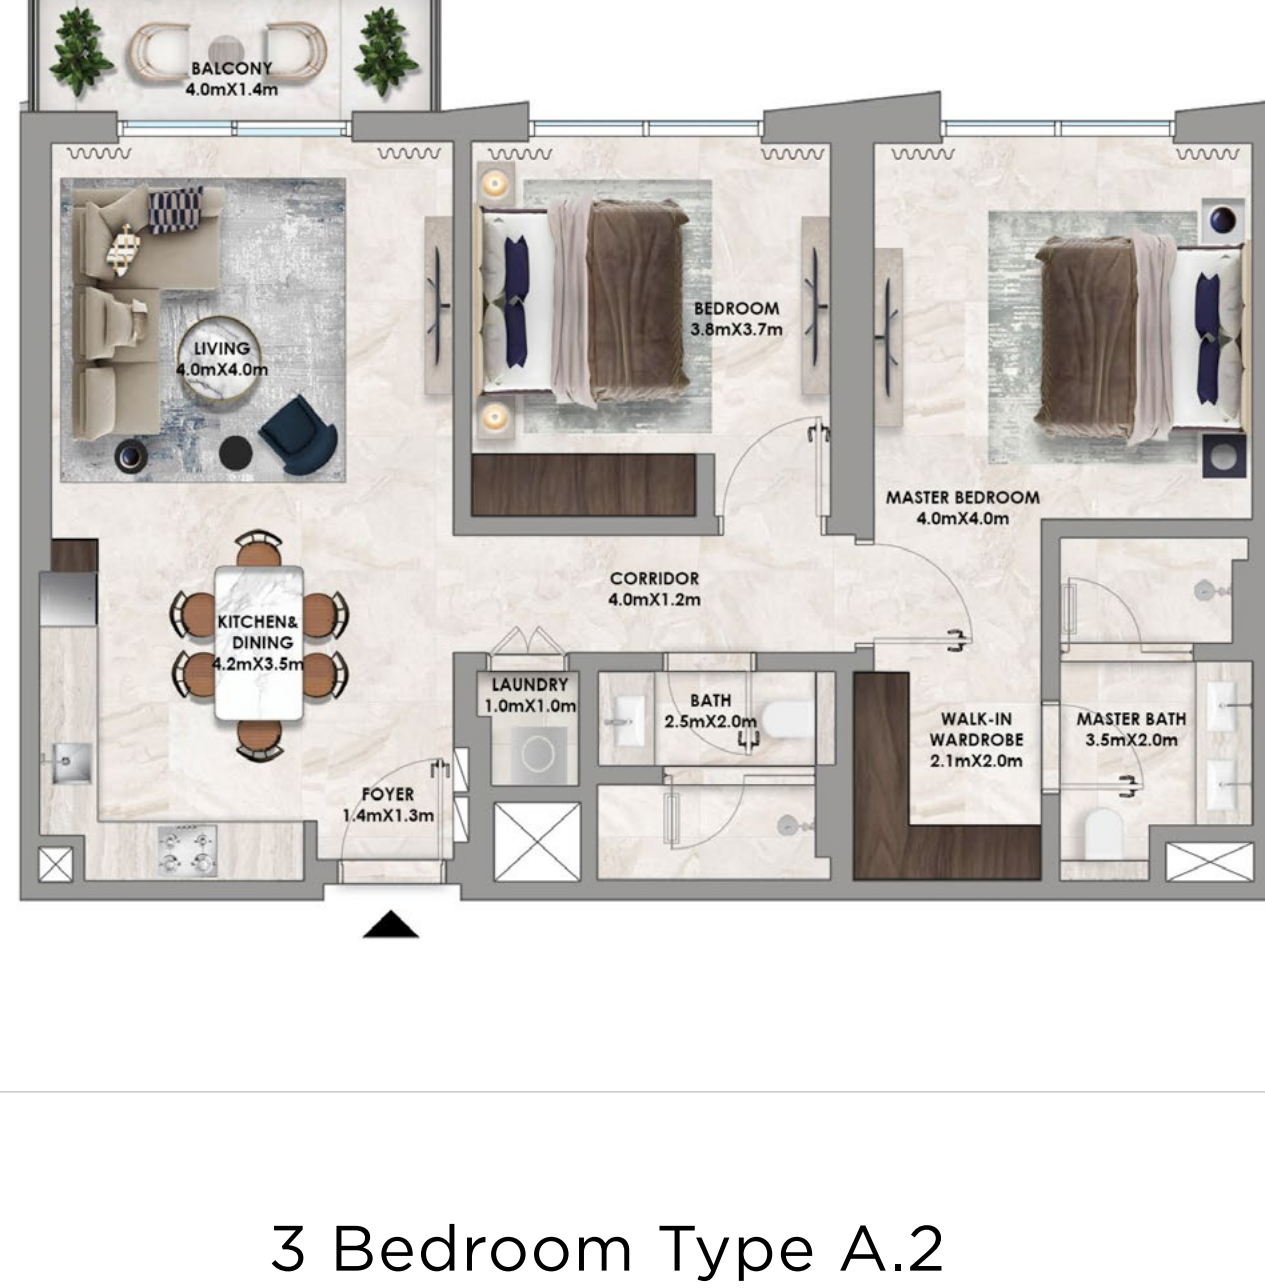 BALCONY
4.0mX1.4m
BEDROOM
3.8mX3.7m
LIVING
4.0mX4.0m
MASTER BEDROOM
4.0mX4.0m
CORRIDOR
4.0mX1.2m
KITCHEN&
DINING
4.2mX3.5m
LAUNDRY
1.0mX1.0m
BATH
2.5mX2.0m
WALK-IN
WARDROBE
2.1mX2.0m
MASTER BATH
3.5mX2.0m
FOYER
1.4mX1.3m
3 Bedroom Type A.2